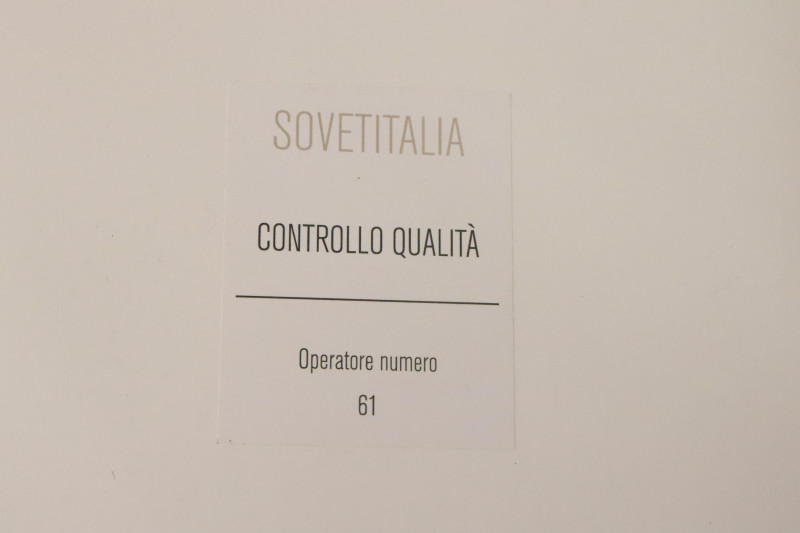 SOVETITALIA
CONTROLLO QUALITÀ
Operatore numero
61